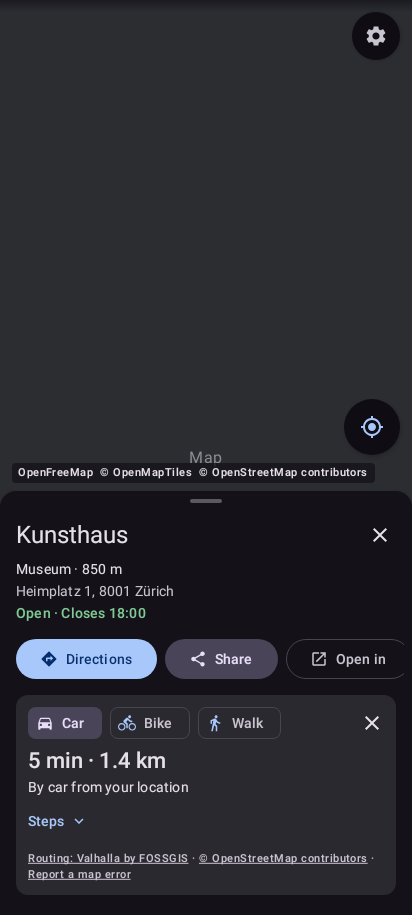 Map
OpenFreeMap © OpenMapTiles © OpenStreetMap contributors
Kunsthaus
Museum · 850 m
Heimplatz 1, 8001 Zürich
Open · Closes 18:00
Directions Share Open in
Car Bike Walk
5 min · 1.4 km
By car from your location
Steps
Routing: Valhalla by FOSSGIS · © OpenStreetMap contributors ·
Report a map error